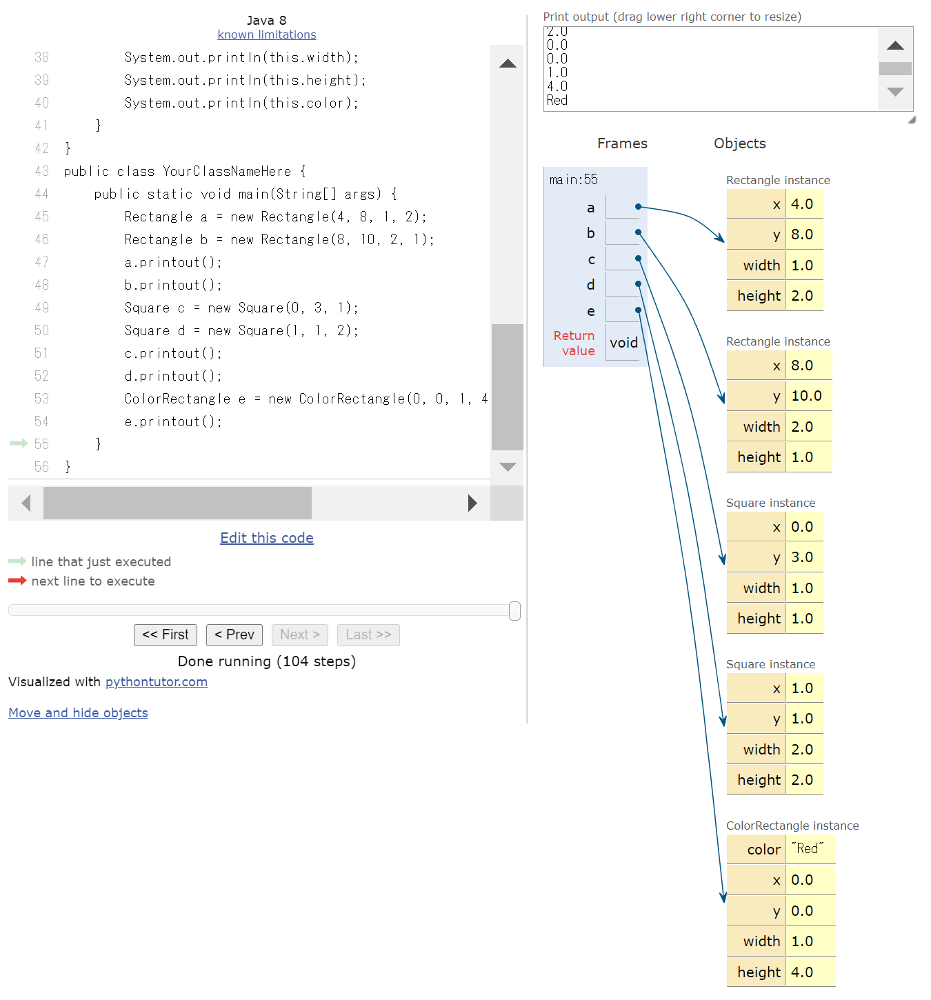 Java 8
known limitations
38 System.out.println(this.width);
39 System.out.println(this.height);
40 System.out.println(this.color);
41 }
42 }
43 public class YourClassNameHere {
44 public static void main(String[] args) {
45 Rectangle a = new Rectangle(4, 8, 1, 2);
46 Rectangle b = new Rectangle(8, 10, 2, 1);
47 a.printout();
48 b.printout();
49 Square c = new Square(0, 3, 1);
50 Square d = new Square(1, 1, 2);
51 c.printout();
52 d.printout();
53 ColorRectangle e = new ColorRectangle(0, 0, 1, 4
54 e.printout();
55 }
56 }
Edit this code
line that just executed
next line to execute
<< First < Prev Next > Last >>
Done running (104 steps)
Visualized with pythontutor.com
Move and hide objects
Print output (drag lower right corner to resize)
2.0
0.0
0.0
1.0
4.0
Red
Frames Objects
main:55
a
b
c
d
e
Return
value void
Rectangle instance
x 4.0
y 8.0
width 1.0
height 2.0
Rectangle instance
x 8.0
y 10.0
width 2.0
height 1.0
Square instance
x 0.0
y 3.0
width 1.0
height 1.0
Square instance
x 1.0
y 1.0
width 2.0
height 2.0
ColorRectangle instance
color "Red"
x 0.0
y 0.0
width 1.0
height 4.0